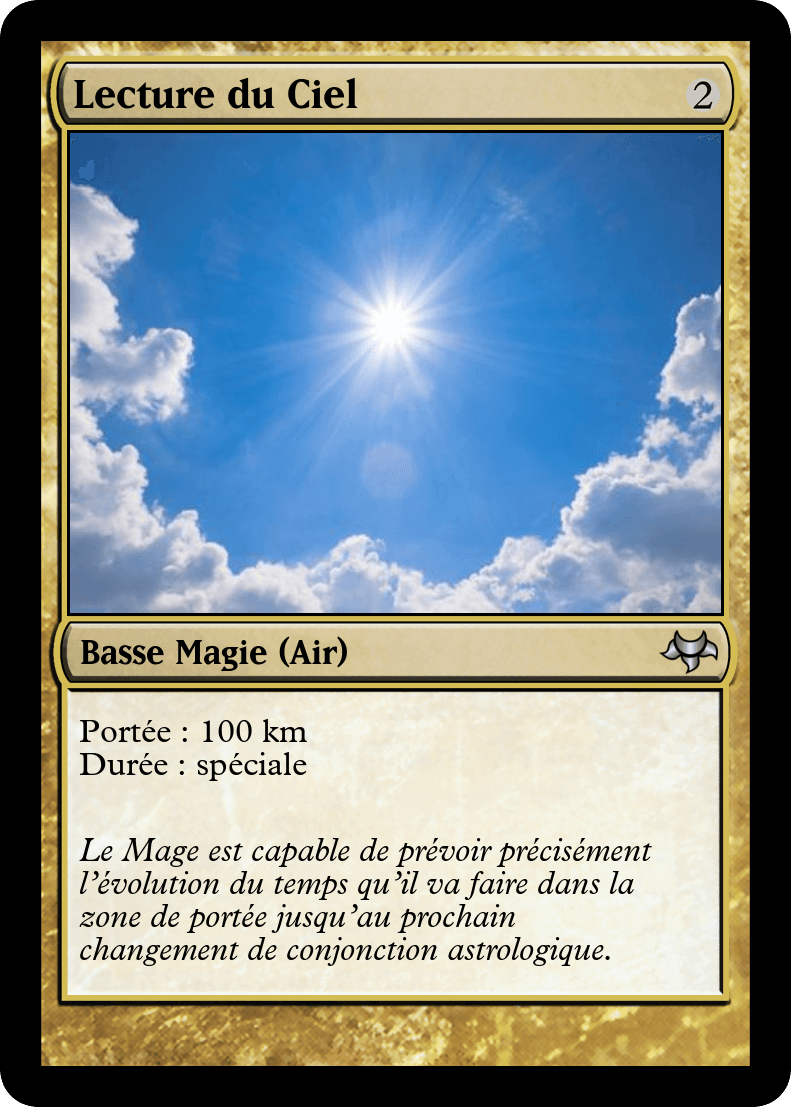 Lecture du Ciel
2
Basse Magie (Air)
Portée : 100 km
Durée : spéciale
Le Mage est capable de prévoir précisément
l'évolution du temps qu'il va faire dans la
zone de portée jusqu'au prochain
changement de conjonction astrologique.